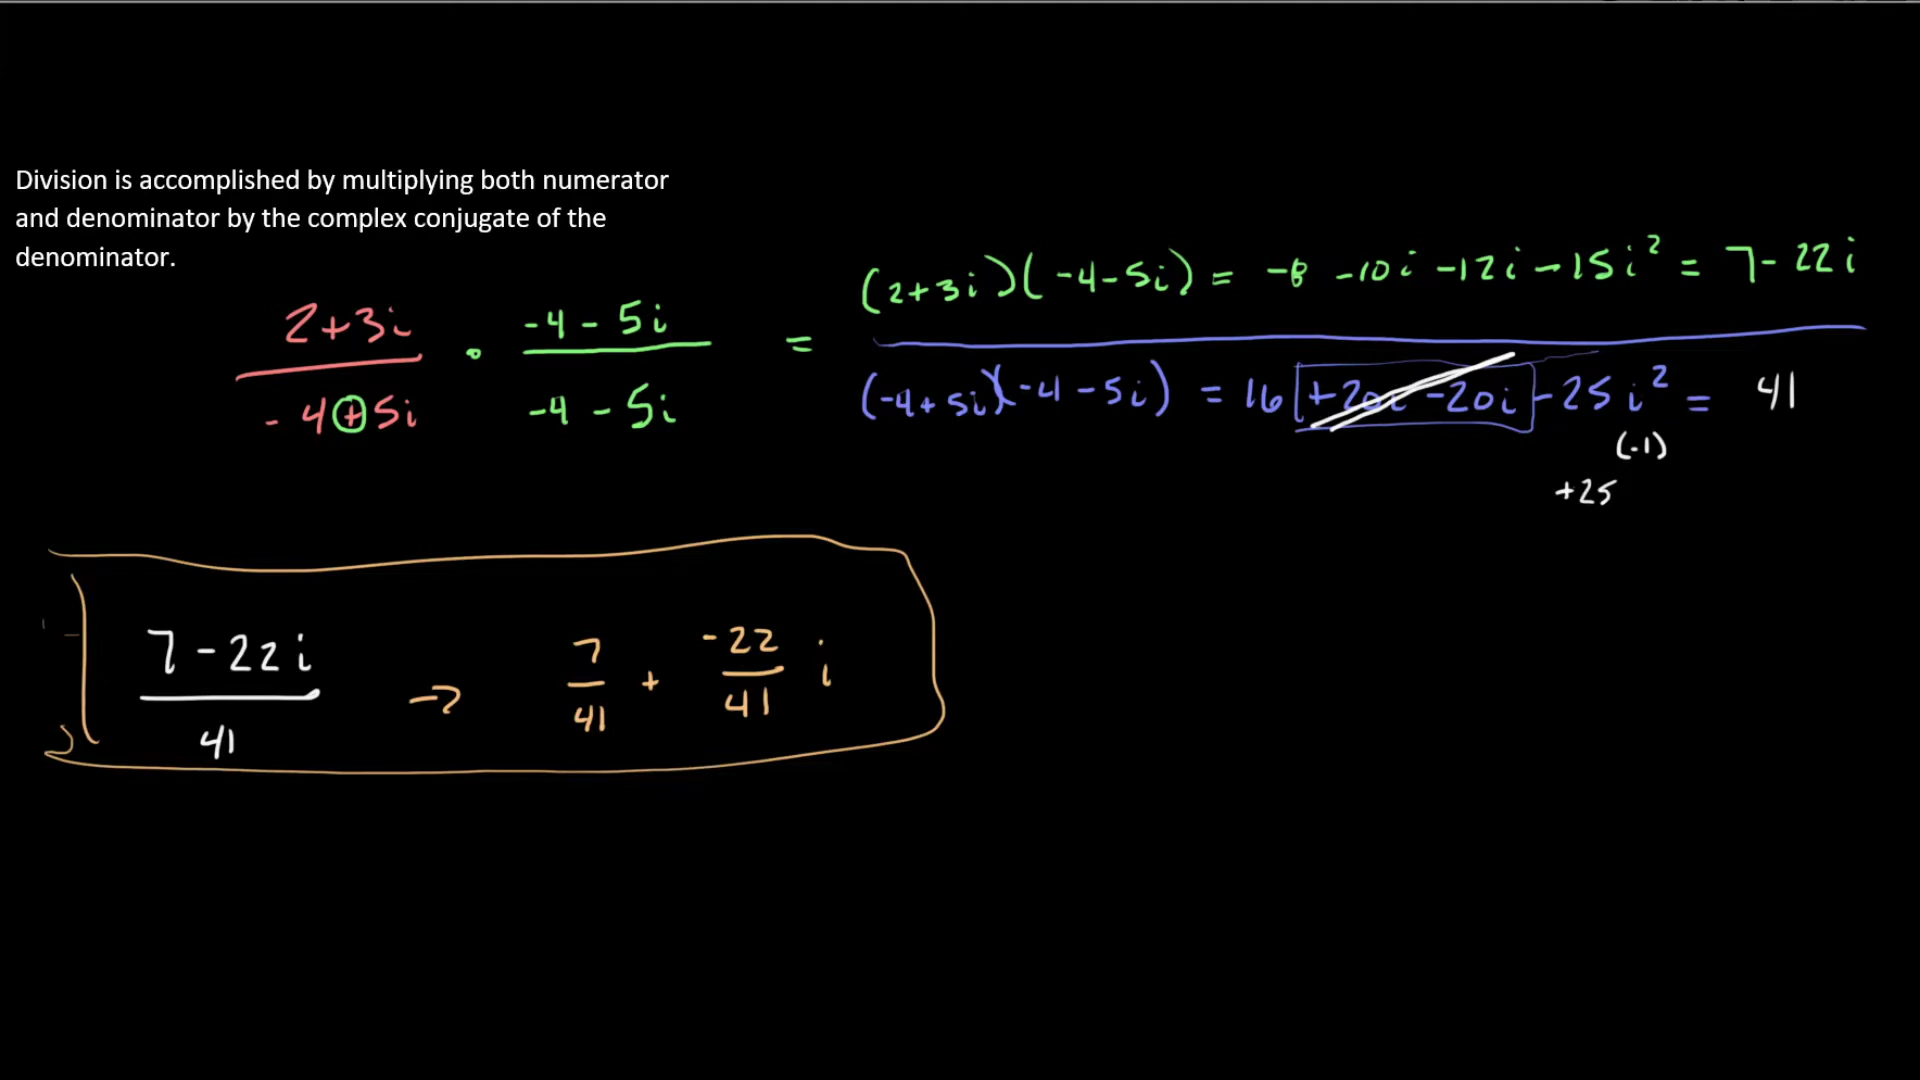 Division is accomplished by multiplying both numerator
and denominator by the complex conjugate of the
denominator.
(2+3i)(-4-5i) = -8 -10i -12i -15i² = 7-22i
2+3i · -4-5i =
-4+5i -4-5i
(-4+5i)(-4-5i) = 16 +20i -20i -25i² = 41
(-1)
+25
7-22i → 7 + -22 i
41 41 41